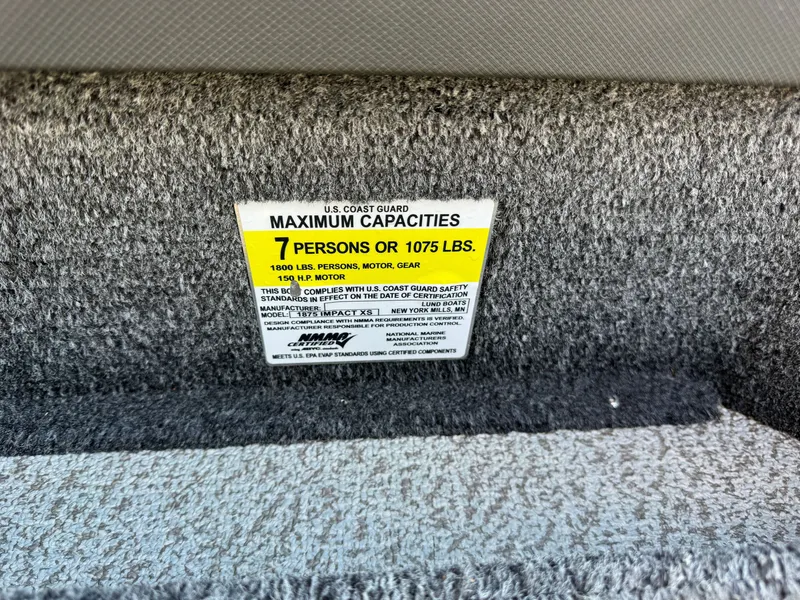 U.S. COAST GUARD
MAXIMUM CAPACITIES
7 PERSONS OR 1075 LBS.
1800 LBS. PERSONS, MOTOR, GEAR
150 H.P. MOTOR
THIS BOAT COMPLIES WITH U.S. COAST GUARD SAFETY
STANDARDS IN EFFECT ON THE DATE OF CERTIFICATION
MANUFACTURER: LUND BOATS
MODEL: 1875 IMPACT XS NEW YORK MILLS, MN
DESIGN COMPLIANCE WITH NMMA REQUIREMENTS IS VERIFIED.
MANUFACTURER RESPONSIBLE FOR PRODUCTION CONTROL.
NMMA
CERTIFIED
NATIONAL MARINE
MANUFACTURERS
ASSOCIATION
MEETS U.S. EPA EVAP STANDARDS USING CERTIFIED COMPONENTS